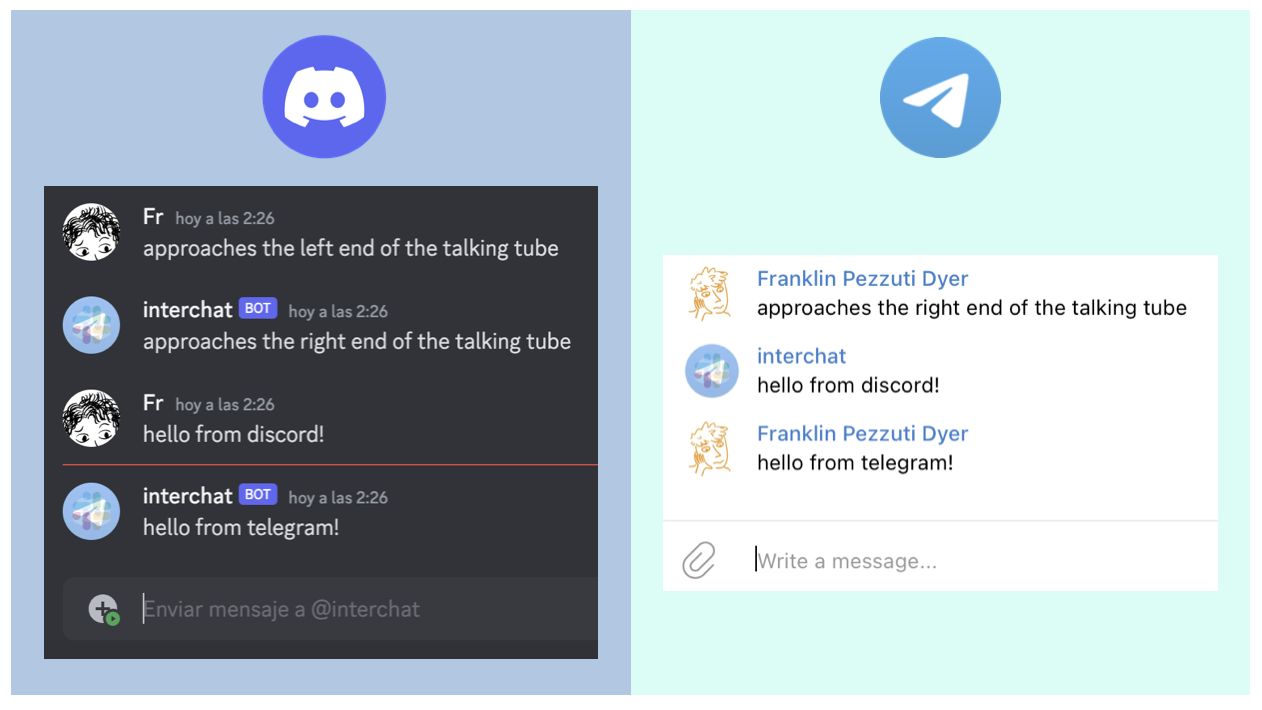 Fr hoy a las 2:26
approaches the left end of the talking tube
interchat BOT hoy a las 2:26
approaches the right end of the talking tube
Fr hoy a las 2:26
hello from discord!
interchat BOT hoy a las 2:26
hello from telegram!
Enviar mensaje a @interchat
Franklin Pezzuti Dyer
approaches the right end of the talking tube
interchat
hello from discord!
Franklin Pezzuti Dyer
hello from telegram!
Write a message...